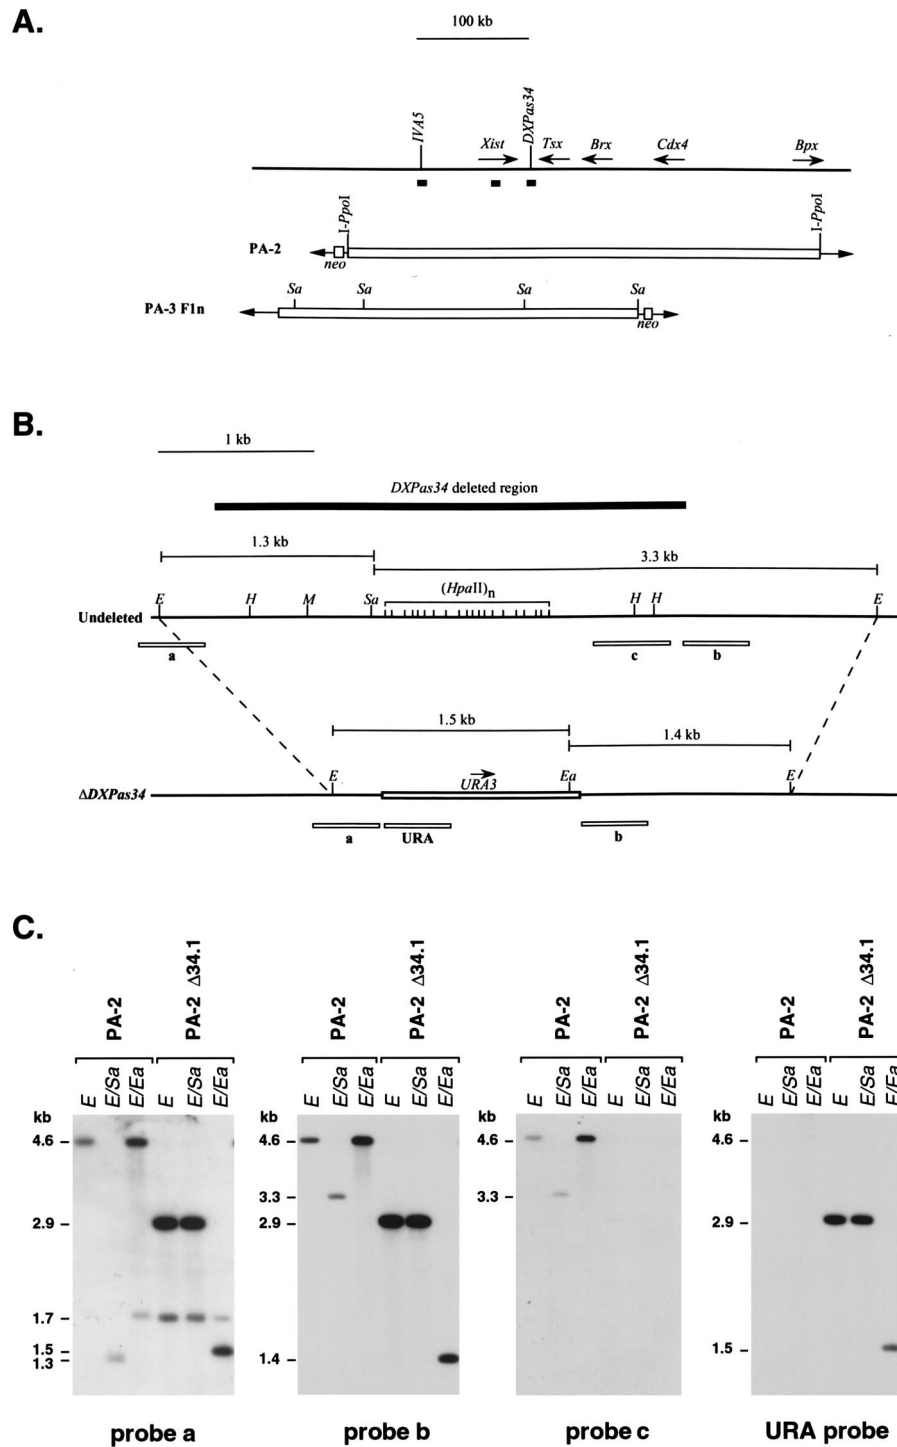 A.
100 kb
IVA5
Xist
DXPas34
Tsx
Brx
Cdx4
Bpx
I-PpoI
I-PpoI
PA-2
neo
Sa
Sa
Sa
Sa
PA-3 F1n
neo
B.
1 kb
DXPas34 deleted region
1.3 kb
3.3 kb
(HpaII)n
E
H
M
Sa
H
H
E
Undeleted
a
c
b
1.5 kb
1.4 kb
E
URA3
Ea
E
ΔDXPas34
a
URA
b
C.
PA-2
PA-2 Δ34.1
PA-2
PA-2 Δ34.1
PA-2
PA-2 Δ34.1
PA-2
PA-2 Δ34.1
E E/Sa E/Ea E E/Sa E/Ea
E E/Sa E/Ea E E/Sa E/Ea
E E/Sa E/Ea E E/Sa E/Ea
E E/Sa E/Ea E E/Sa E/Ea
kb
4.6
2.9
1.7
1.5
1.3
kb
4.6
3.3
2.9
1.4
kb
4.6
3.3
kb
4.6
2.9
1.5
probe a
probe b
probe c
URA probe